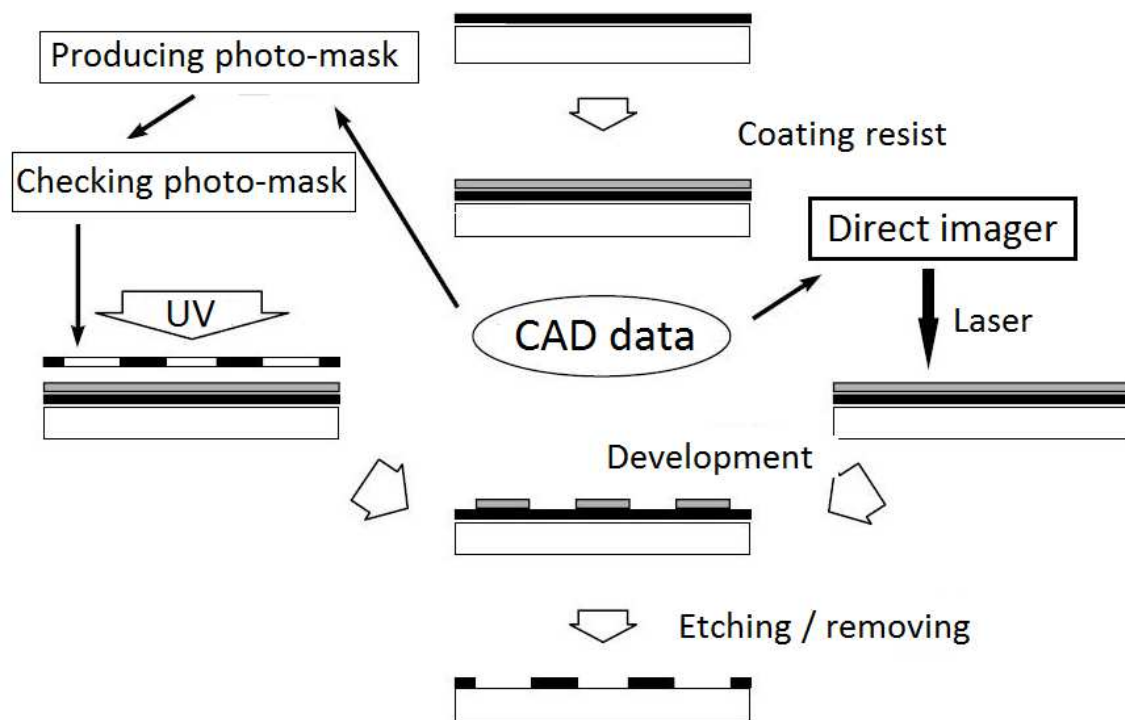 Producing photo-mask
Coating resist
Checking photo-mask
Direct imager
UV
CAD data
Laser
Development
Etching / removing